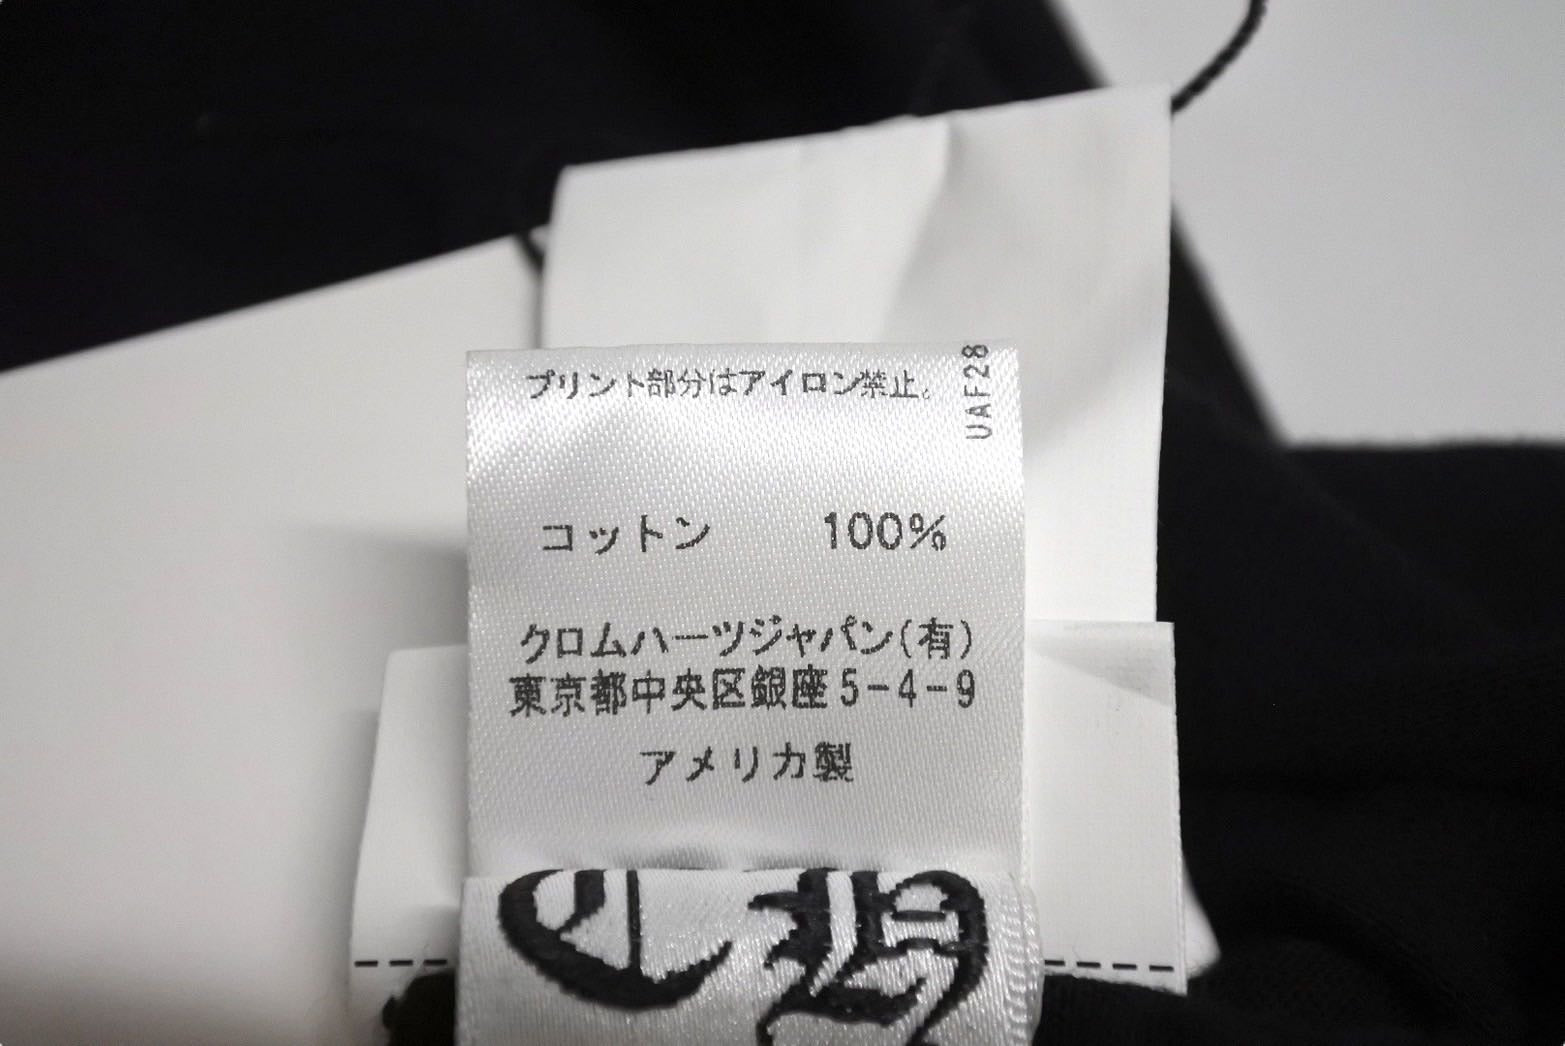 プリント部分はアイロン禁止。
UAF28
コットン 100%
クロムハーツジャパン(有)
東京都中央区銀座5-4-9
アメリカ製
CH